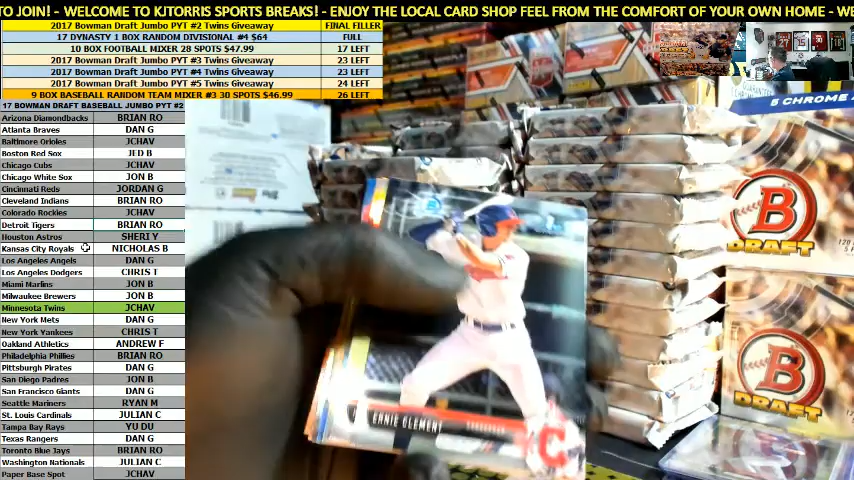 TO JOIN! - WELCOME TO KJTORRIS SPORTS BREAKS! - ENJOY THE LOCAL CARD SHOP FEEL FROM THE COMFORT OF YOUR OWN HOME - WE
2017 Bowman Draft Jumbo PYT #2 Twins Giveaway FINAL FILLER
17 DYNASTY 1 BOX RANDOM DIVISIONAL #4 $64 FULL
10 BOX FOOTBALL MIXER 28 SPOTS $47.99 17 LEFT
2017 Bowman Draft Jumbo PYT #3 Twins Giveaway 23 LEFT
2017 Bowman Draft Jumbo PYT #4 Twins Giveaway 23 LEFT
2017 Bowman Draft Jumbo PYT #5 Twins Giveaway 24 LEFT
9 BOX BASEBALL RANDOM TEAM MIXER #3 30 SPOTS $46.99 26 LEFT
17 BOWMAN DRAFT BASEBALL JUMBO PYT #2
Arizona Diamondbacks BRIAN RO
Atlanta Braves DAN G
Baltimore Orioles JCHAV
Boston Red Sox JED B
Chicago Cubs JCHAV
Chicago White Sox JON B
Cincinnati Reds JORDAN G
Cleveland Indians BRIAN RO
Colorado Rockies JCHAV
Detroit Tigers BRIAN RO
Houston Astros SHERI Y
Kansas City Royals NICHOLAS B
Los Angeles Angels DAN G
Los Angeles Dodgers CHRIS T
Miami Marlins JON B
Milwaukee Brewers JON B
Minnesota Twins JCHAV
New York Mets DAN G
New York Yankees CHRIS T
Oakland Athletics ANDREW F
Philadelphia Phillies BRIAN RO
Pittsburgh Pirates DAN G
San Diego Padres JON B
San Francisco Giants DAN G
Seattle Mariners RYAN M
St. Louis Cardinals JULIAN C
Tampa Bay Rays YU DU
Texas Rangers DAN G
Toronto Blue Jays BRIAN RO
Washington Nationals JULIAN C
Paper Base Spot JCHAV
ERNIE CLEMENT
C
5 CHROME A
B
DRAFT
B
DRAFT